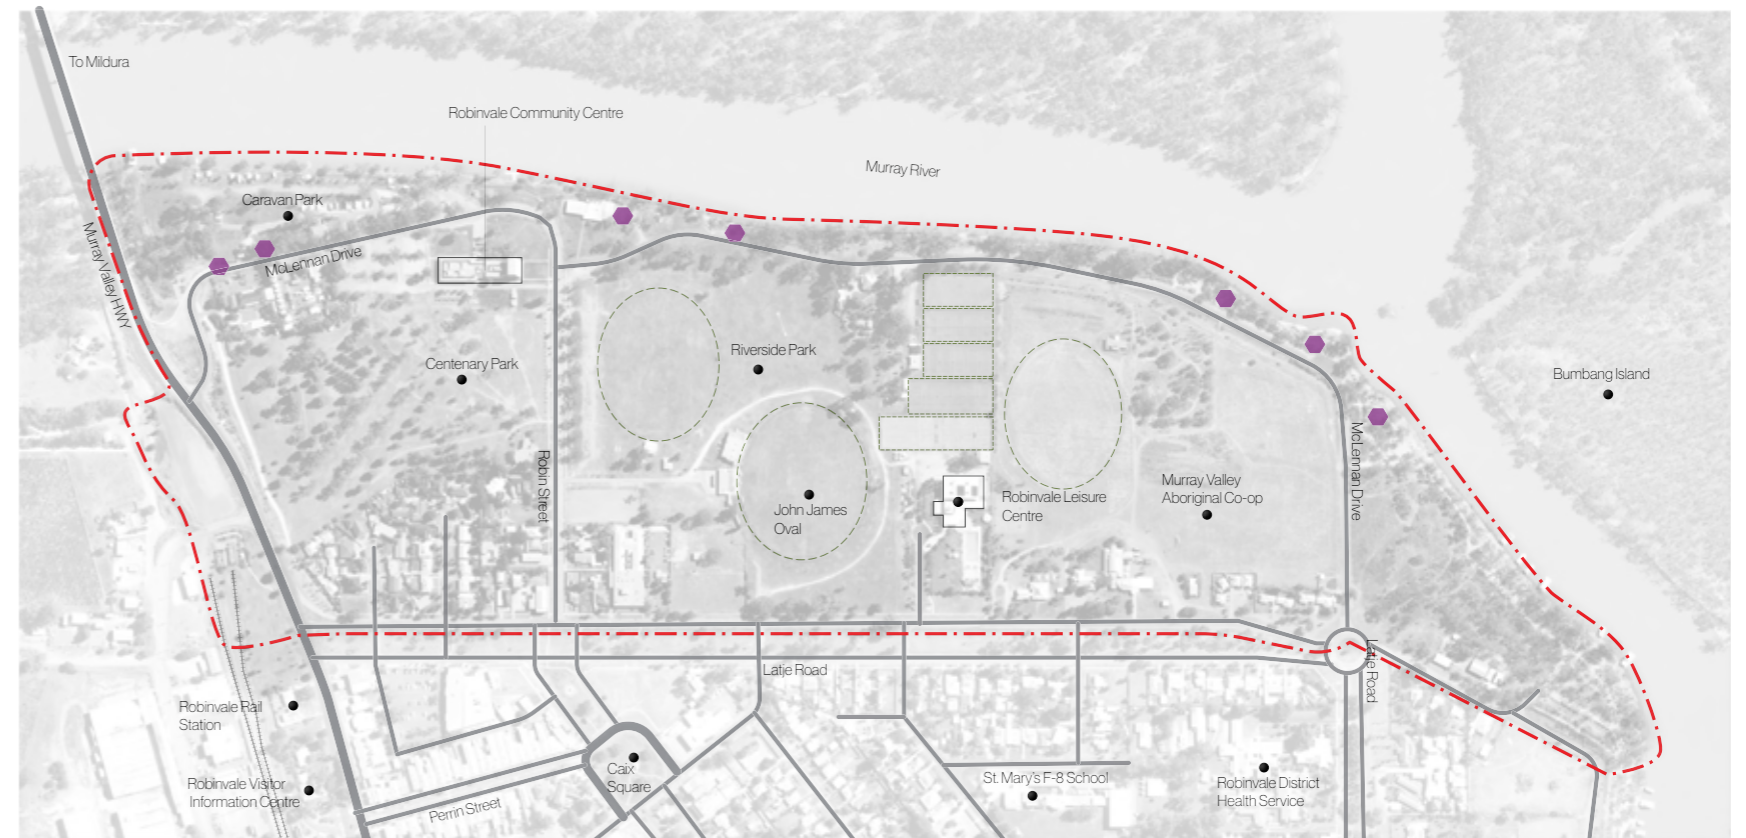 To Mildura
Robinvale Community Centre
Murray River
Caravan Park
Murray Valley HWY
McLennan Drive
Centenary Park
Riverside Park
Bumbang Island
Robin Street
McLennan Drive
John James
Oval
Robinvale Leisure
Centre
Murray Valley
Aboriginal Co-op
Latje Road
Latje Road
Robinvale Rail
Station
Robinvale Visitor
Information Centre
Perrin Street
Caix
Square
St. Mary's F-8 School
Robinvale District
Health Service